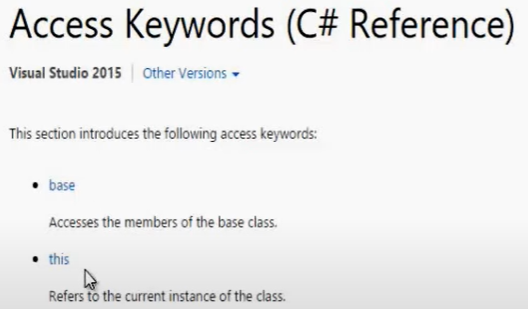 Access Keywords (C# Reference)
Visual Studio 2015 Other Versions
This section introduces the following access keywords:
base
Accesses the members of the base class.
this
Refers to the current instance of the class.